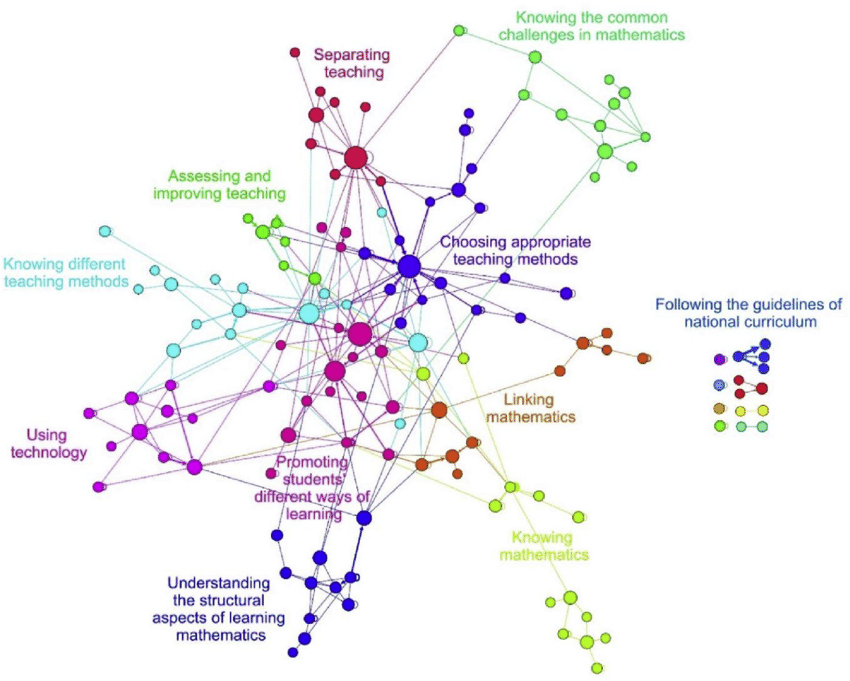 Knowing the common
challenges in mathematics
Separating
teaching
Assessing and
improving teaching
Knowing different
teaching methods
Choosing appropriate
teaching methods
Following the guidelines of
national curriculum
Linking
mathematics
Using
technology
Promoting
students'
different ways of
learning
Knowing
mathematics
Understanding
the structural
aspects of learning
mathematics